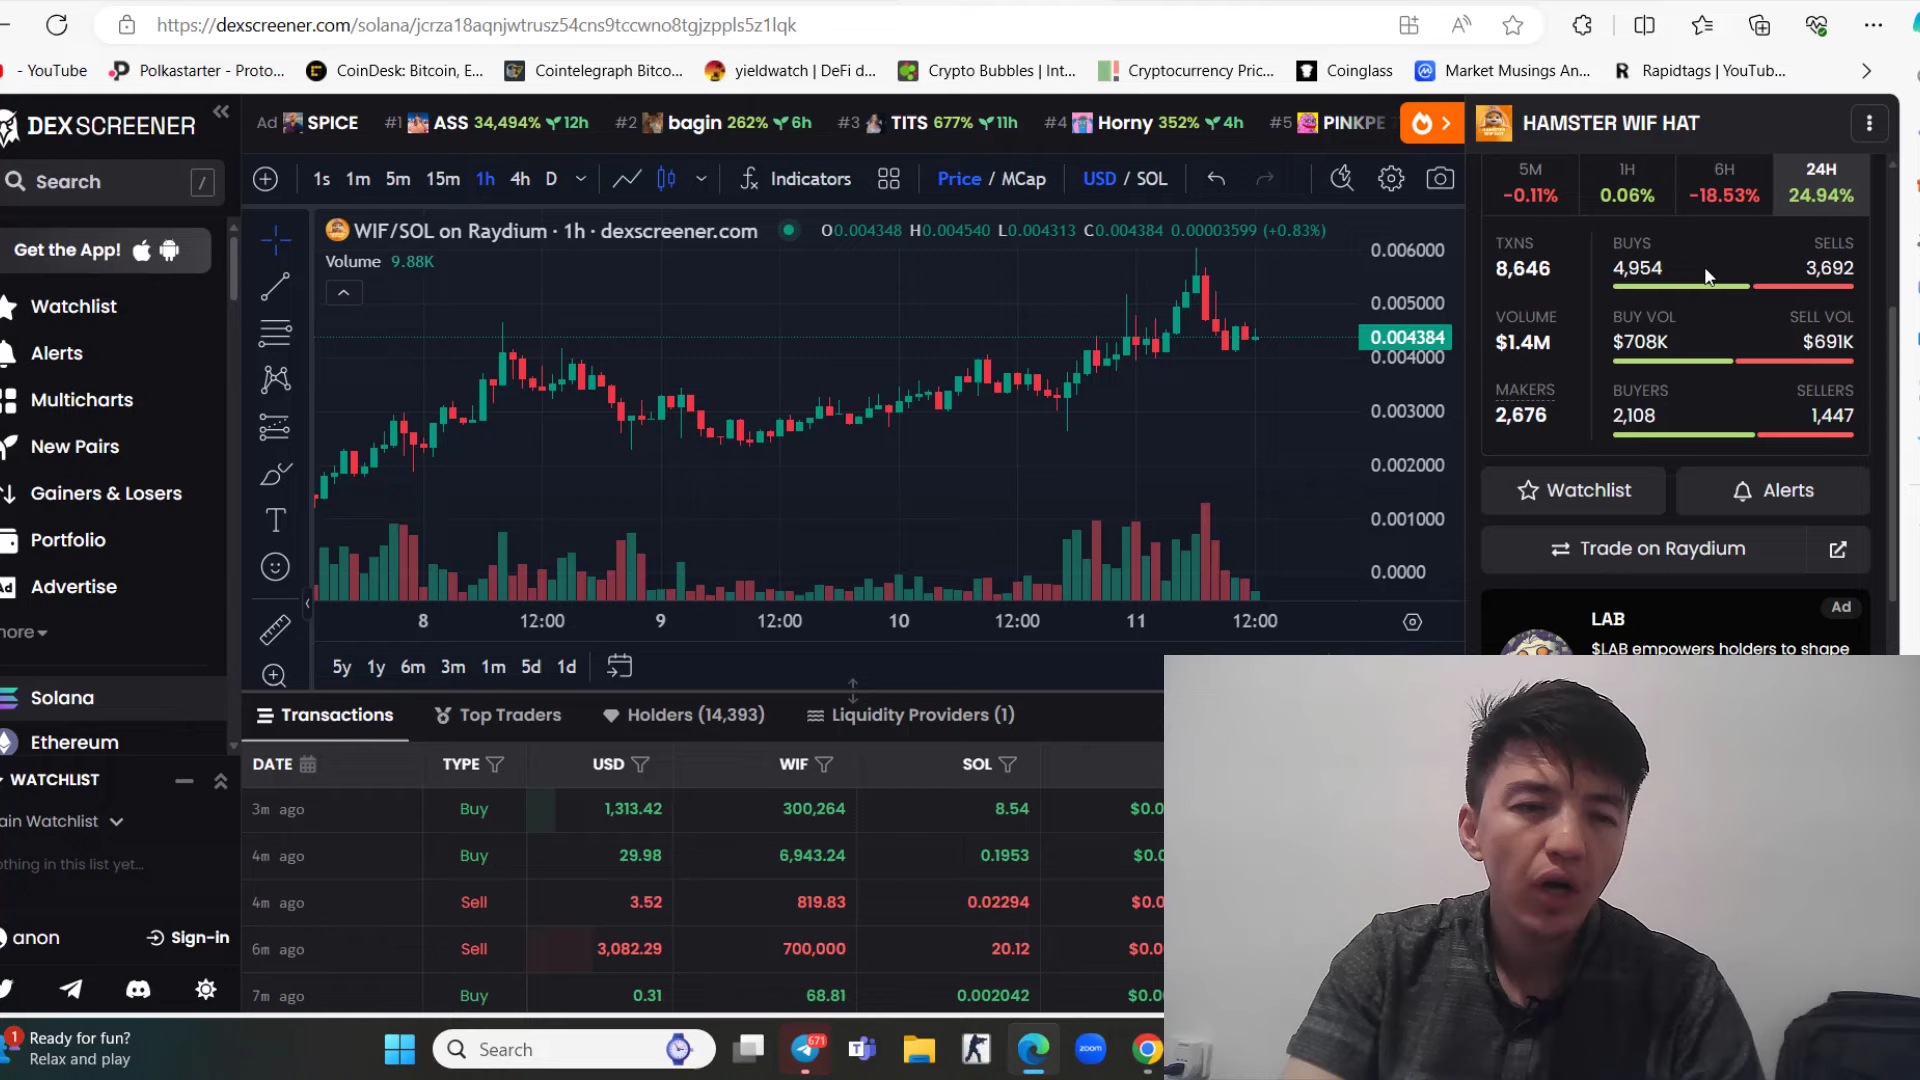 https://dexscreener.com/solana/jcrza18aqnjwtrusz54cns9tccwno8tgjzppls5z1lqk
- YouTube
Polkastarter - Proto...
CoinDesk: Bitcoin, E...
Cointelegraph Bitco...
yieldwatch | DeFi d...
Crypto Bubbles | Int...
Cryptocurrency Pric...
Coinglass
Market Musings An...
Rapidtags | YouTub...
DEXSCREENER
Search /
Get the App!
Watchlist
Alerts
Multicharts
New Pairs
Gainers & Losers
Portfolio
Advertise
Solana
Ethereum
WATCHLIST
anon Sign-in
Ad SPICE #1 ASS 34,494% 12h #2 bagin 262% 6h #3 TITS 677% 11h #4 Horny 352% 4h #5 PINKPE
1s 1m 5m 15m 1h 4h D Indicators Price / MCap USD / SOL
WIF/SOL on Raydium · 1h · dexscreener.com O0.004348 H0.004540 L0.004313 C0.004384 0.00003599 (+0.83%)
Volume 9.88K
0.006000
0.005000
0.004384
0.004000
0.003000
0.002000
0.001000
0.0000
8 12:00 9 12:00 10 12:00 11 12:00
5y 1y 6m 3m 1m 5d 1d
Transactions Top Traders Holders (14,393) Liquidity Providers (1)
DATE TYPE USD WIF SOL
3m ago Buy 1,313.42 300,264 8.54 $0.0
4m ago Buy 29.98 6,943.24 0.1953 $0.
4m ago Sell 3.52 819.83 0.02294 $0.0
6m ago Sell 3,082.29 700,000 20.12 $0.0
7m ago Buy 0.31 68.81 0.002042 $0.0
HAMSTER WIF HAT
5M 1H 6H 24H
-0.11% 0.06% -18.53% 24.94%
TXNS BUYS SELLS
8,646 4,954 3,692
VOLUME BUY VOL SELL VOL
$1.4M $708K $691K
MAKERS BUYERS SELLERS
2,676 2,108 1,447
Watchlist Alerts
Trade on Raydium
Ad
LAB
$LAB empowers holders to shape
1
Ready for fun?
Relax and play
Search
671
zoom